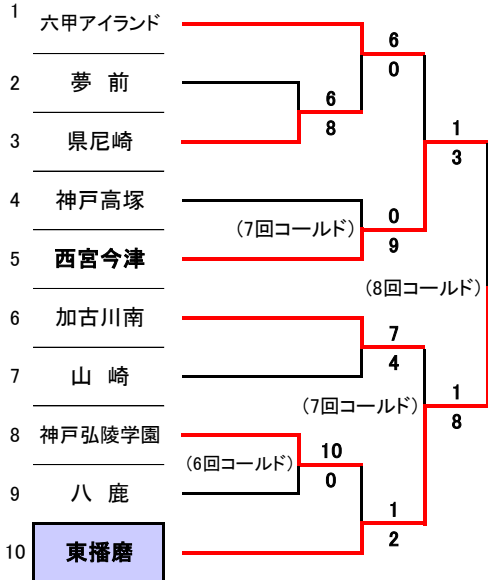 1 六甲アイランド
6
0
2 夢 前
6
8
3 県尼崎
1
3
4 神戸高塚
(7回コールド)
0
9
5 西宮今津
(8回コールド)
6 加古川南
7
4
7 山 崎
(7回コールド)
1
8
8 神戸弘陵学園
(6回コールド)
10
0
9 八 鹿
1
2
10 東播磨